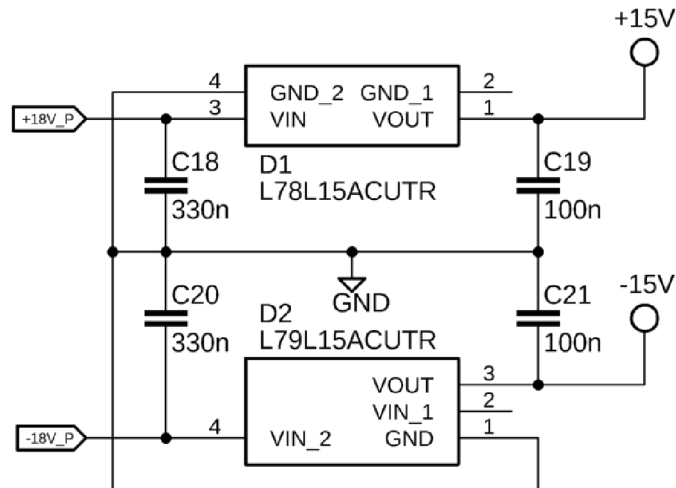 +15V
4 GND_2 GND_1 2
+18V_P 3 VIN VOUT 1
C18 D1 C19
330n L78L15ACUTR 100n
GND
C20 D2 C21 -15V
330n L79L15ACUTR 100n
VOUT 3
VIN_1 2
-18V_P 4 VIN_2 GND 1